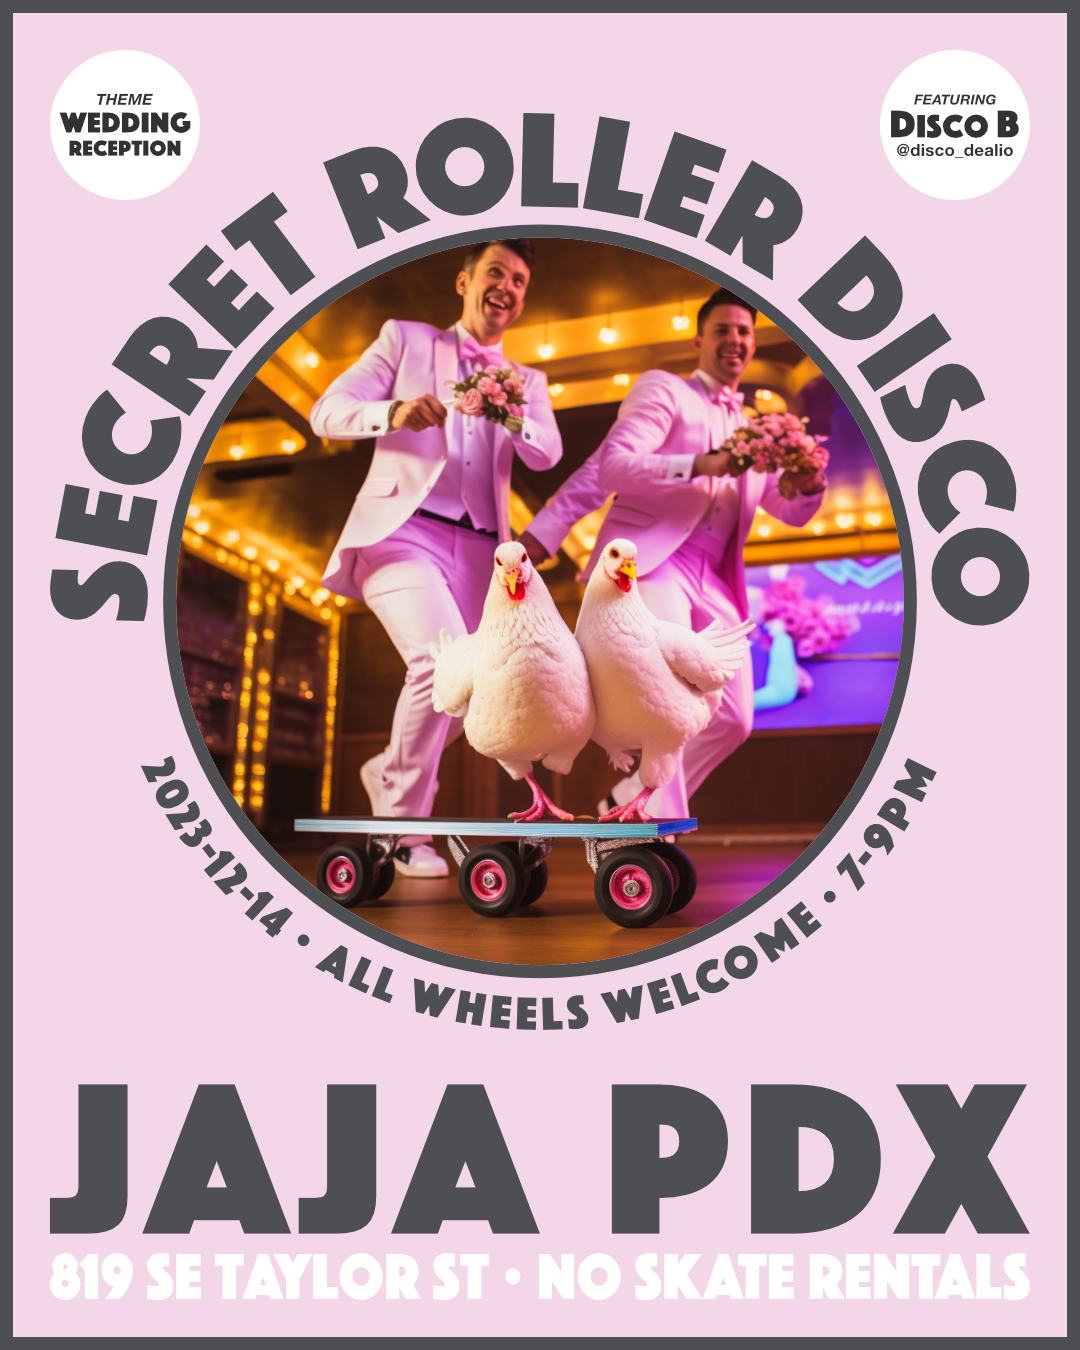 THEME
WEDDING
RECEPTION
FEATURING
DISCO B
@disco_dealio
SECRET ROLLER DISCO
2023-12-14 • ALL WHEELS WELCOME • 7-9PM
JAJA PDX
819 SE TAYLOR ST • NO SKATE RENTALS